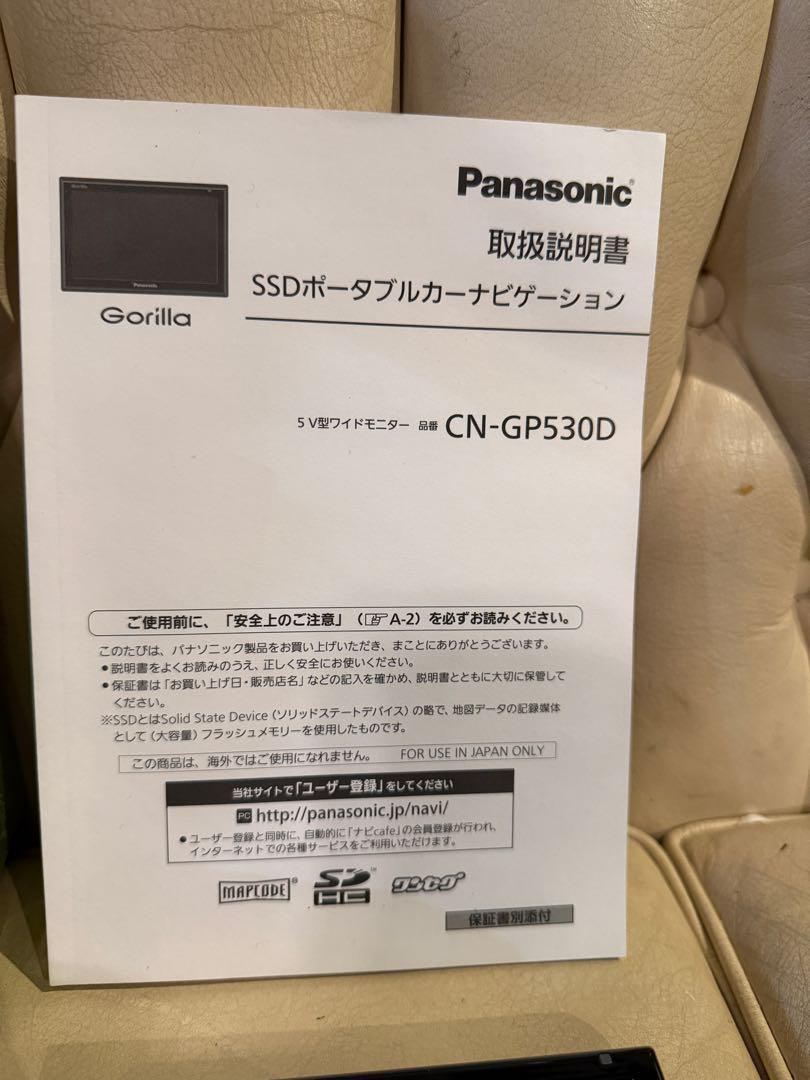 Panasonic
取扱説明書
SSDポータブルカーナビゲーション
Gorilla
Panasonic
Gorilla
5 V型ワイドモニター 品番 CN-GP530D
ご使用前に、「安全上のご注意」(☞A-2)を必ずお読みください。
このたびは、パナソニック製品をお買い上げいただき、まことにありがとうございます。
●説明書をよくお読みのうえ、正しく安全にお使いください。
●保証書は「お買い上げ日・販売店名」などの記入を確かめ、説明書とともに大切に保管して
ください。
※SSDとはSolid State Device(ソリッドステートデバイス)の略で、地図データの記録媒体
として(大容量)フラッシュメモリーを使用したものです。
この商品は、海外ではご使用になれません。 FOR USE IN JAPAN ONLY
当社サイトで「ユーザー登録」をしてください
PC http://panasonic.jp/navi/
●ユーザー登録と同時に、自動的に「ナビcafe」の会員登録が行われ、
インターネットでの各種サービスをご利用いただけます。
MAPCODE® SDHC™ ワンセグ
保証書別添付